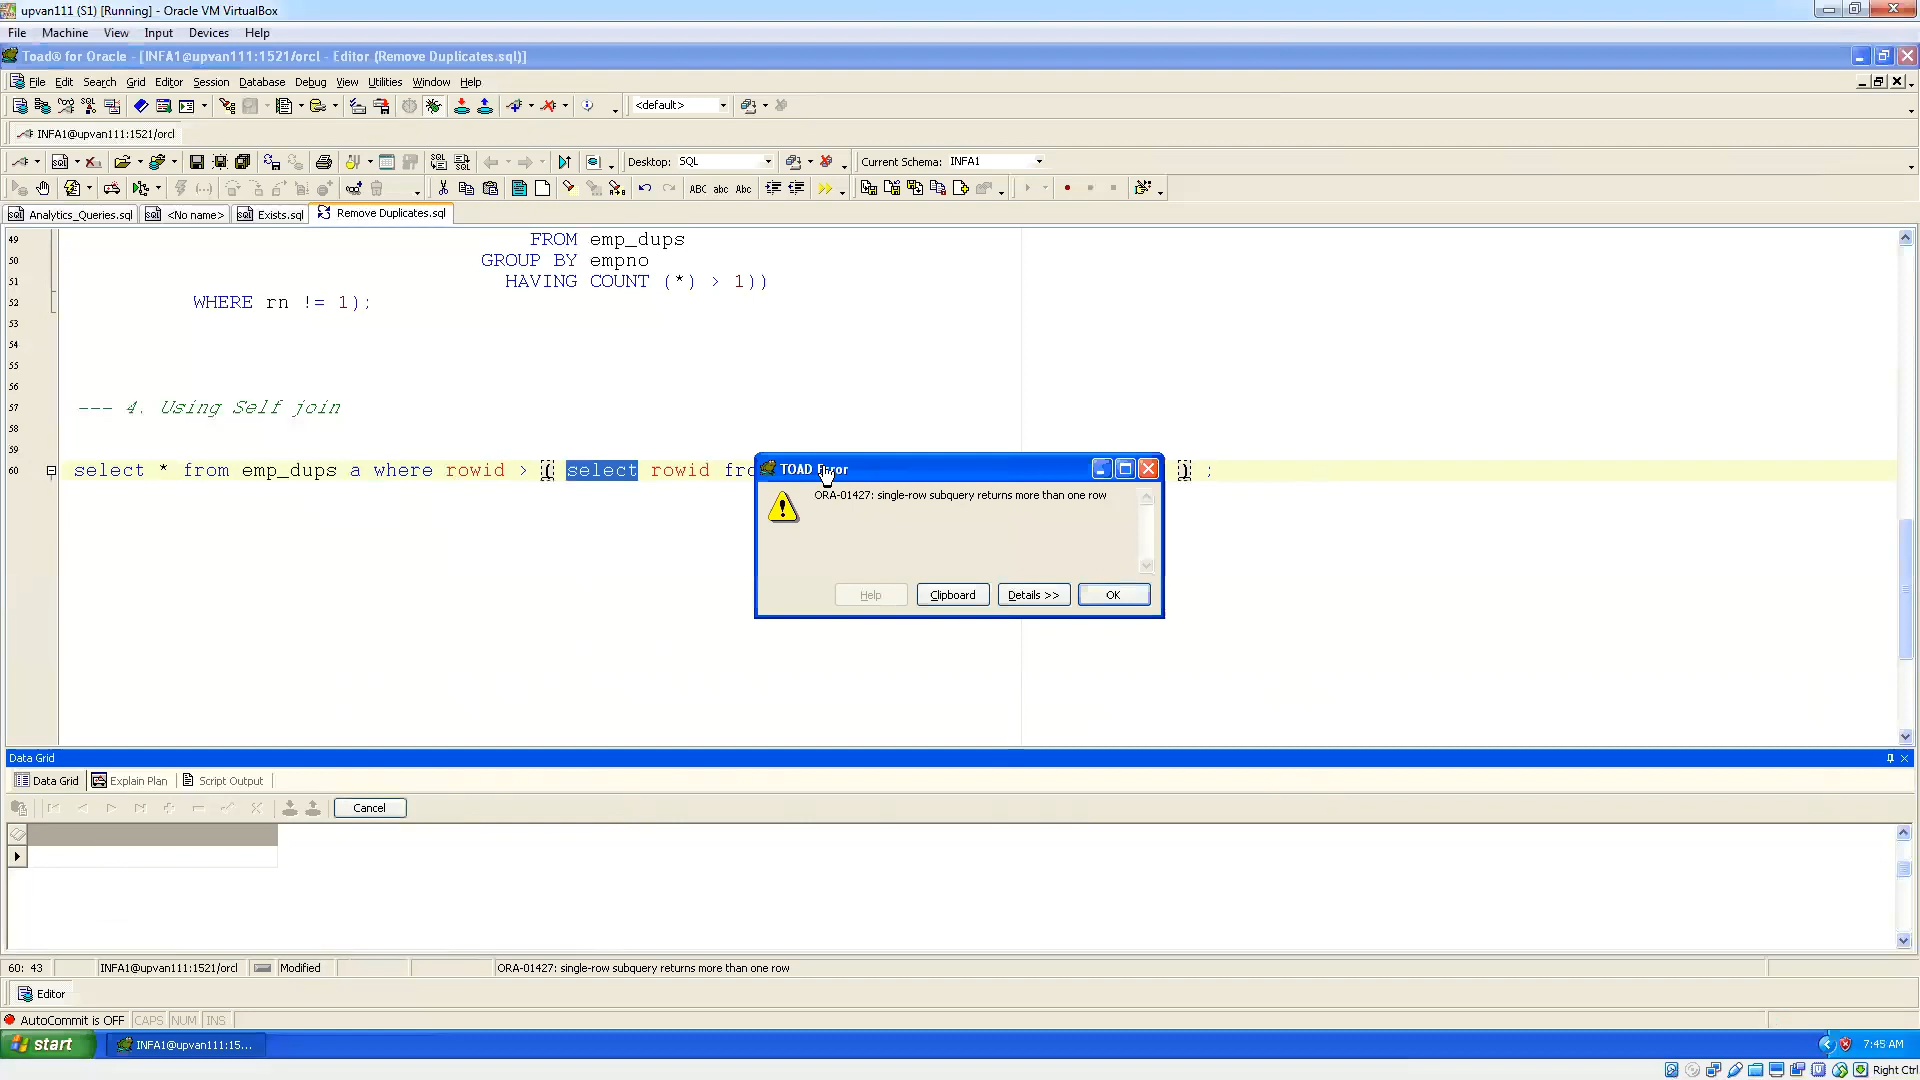 upvan111 (S1) [Running] - Oracle VM VirtualBox
File Machine View Input Devices Help
Toad® for Oracle - [INFA1@upvan111:1521/orcl - Editor (Remove Duplicates.sql)]
File Edit Search Grid Editor Session Database Debug View Utilities Window Help
<default>
INFA1@upvan111:1521/orcl
Desktop: SQL Current Schema: INFA1
ABC abc Abc
Analytics_Queries.sql <No name> Exists.sql Remove Duplicates.sql
49 FROM emp_dups
50 GROUP BY empno
51 HAVING COUNT (*) > 1))
52 WHERE rn != 1);
53
54
55
56
57 --- 4. Using Self join
58
59
60 select * from emp_dups a where rowid > ( select rowid fro ) ;
TOAD Error
ORA-01427: single-row subquery returns more than one row
Help Clipboard Details >> OK
Data Grid
Data Grid Explain Plan Script Output
Cancel
60: 43 INFA1@upvan111:1521/orcl Modified ORA-01427: single-row subquery returns more than one row
Editor
AutoCommit is OFF CAPS NUM INS
start INFA1@upvan111:15... 7:45 AM
Right Ctrl